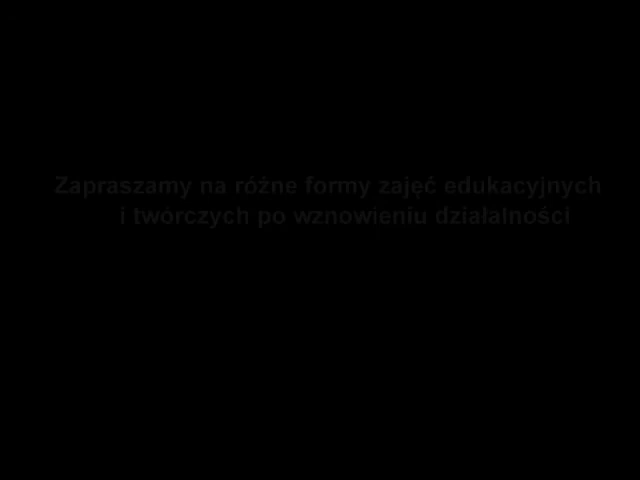 Zapraszamy na różne formy zajęć edukacyjnych
i twórczych po wznowieniu działalności